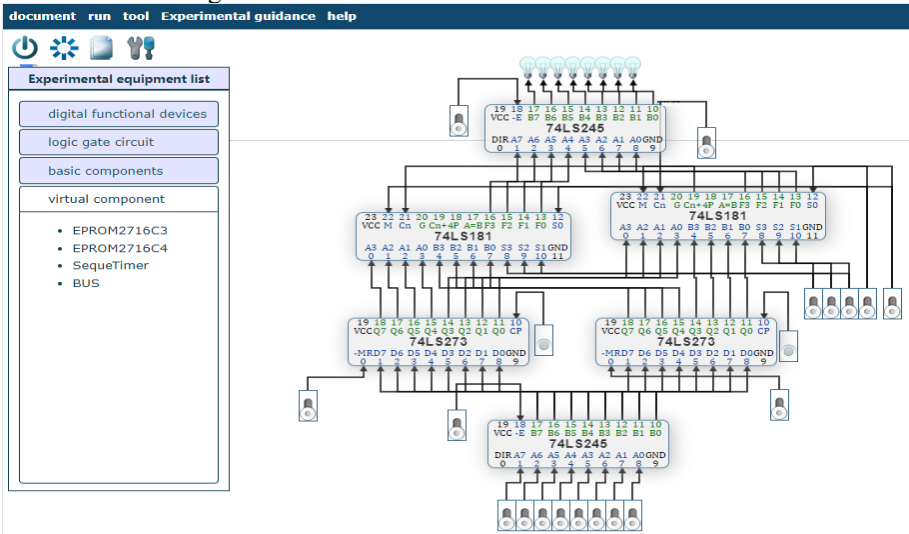 document run tool Experimental guidance help
Experimental equipment list
digital functional devices
logic gate circuit
basic components
virtual component
• EPROM2716C3
• EPROM2716C4
• SequeTimer
• BUS
19 18 17 16 15 14 13 12 11 10
VCC -E B7 B6 B5 B4 B3 B2 B1 B0
74LS245
DIR A7 A6 A5 A4 A3 A2 A1 A0 GND
0 1 2 3 4 5 6 7 8 9
23 22 21 20 19 18 17 16 15 14 13 12
VCC M Cn G Cn+4 P A=B F3 F2 F1 F0 S0
74LS181
A3 A2 A1 A0 B3 B2 B1 B0 S3 S2 S1 GND
0 1 2 3 4 5 6 7 8 9 10 11
23 22 21 20 19 18 17 16 15 14 13 12
VCC M Cn G Cn+4 P A=B F3 F2 F1 F0 S0
74LS181
A3 A2 A1 A0 B3 B2 B1 B0 S3 S2 S1 GND
0 1 2 3 4 5 6 7 8 9 10 11
19 18 17 16 15 14 13 12 11 10
VCC Q7 Q6 Q5 Q4 Q3 Q2 Q1 Q0 CP
74LS273
-MR D7 D6 D5 D4 D3 D2 D1 D0 GND
0 1 2 3 4 5 6 7 8 9
19 18 17 16 15 14 13 12 11 10
VCC Q7 Q6 Q5 Q4 Q3 Q2 Q1 Q0 CP
74LS273
-MR D7 D6 D5 D4 D3 D2 D1 D0 GND
0 1 2 3 4 5 6 7 8 9
19 18 17 16 15 14 13 12 11 10
VCC -E B7 B6 B5 B4 B3 B2 B1 B0
74LS245
DIR A7 A6 A5 A4 A3 A2 A1 A0 GND
0 1 2 3 4 5 6 7 8 9